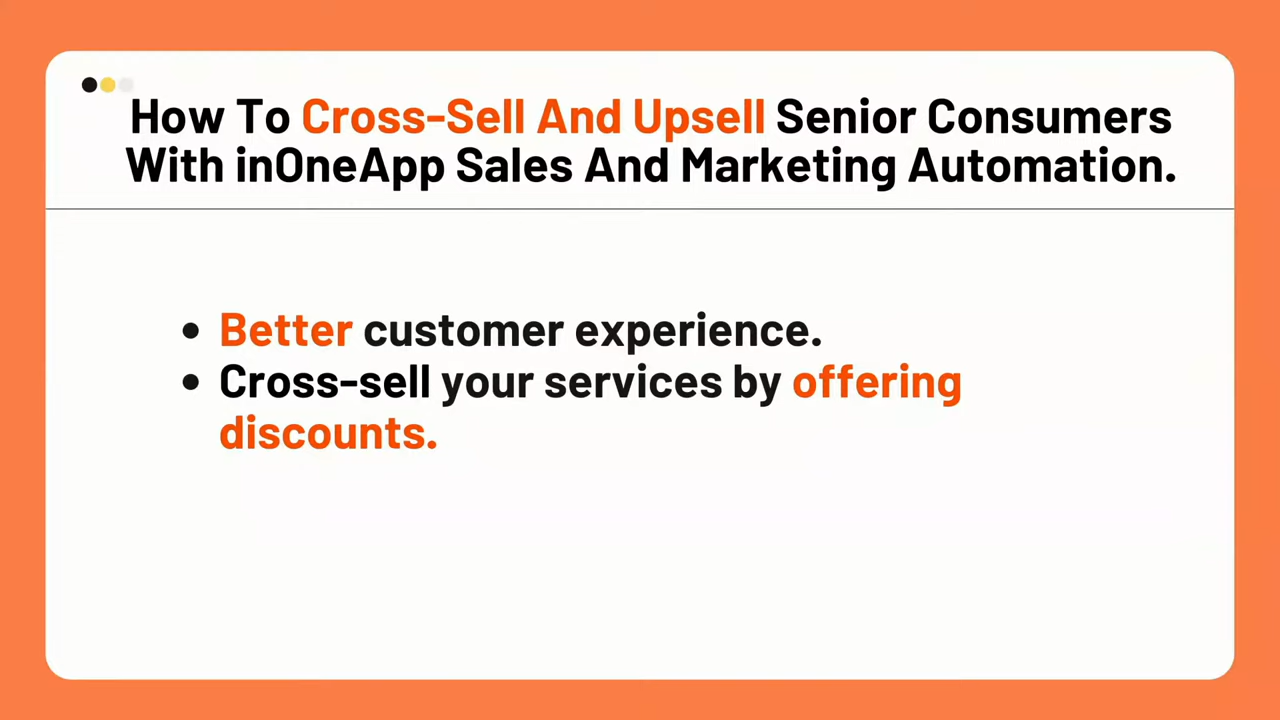 How To Cross-Sell And Upsell Senior Consumers
With inOneApp Sales And Marketing Automation.
• Better customer experience.
• Cross-sell your services by offering
discounts.